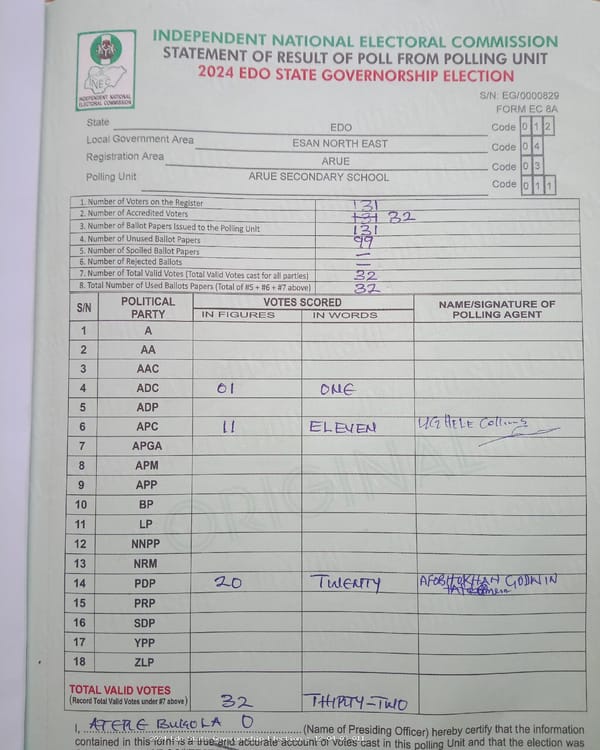 INDEPENDENT NATIONAL ELECTORAL COMMISSION
STATEMENT OF RESULT OF POLL FROM POLLING UNIT
2024 EDO STATE GOVERNORSHIP ELECTION
INEC
INDEPENDENT NATIONAL
ELECTORAL COMMISSION
S/N: EG/0000829
FORM EC 8A
State EDO Code 0 1 2
Local Government Area ESAN NORTH EAST Code 0 4
Registration Area ARUE Code 0 3
Polling Unit ARUE SECONDARY SCHOOL Code 0 1 1
1. Number of Voters on the Register 131
2. Number of Accredited Voters 131 32
3. Number of Ballot Papers Issued to the Polling Unit 131
4. Number of Unused Ballot Papers 99
5. Number of Spoiled Ballot Papers =
6. Number of Rejected Ballots =
7. Number of Total Valid Votes (Total Valid Votes cast for all parties) 32
8. Total Number of Used Ballots Papers (Total of #5 + #6 + #7 above) 32
S/N POLITICAL PARTY VOTES SCORED NAME/SIGNATURE OF POLLING AGENT
IN FIGURES IN WORDS
1 A
2 AA
3 AAC
4 ADC 01 ONE
5 ADP
6 APC 11 ELEVEN UGHELE Collins
7 APGA
8 APM
9 APP
10 BP
11 LP
12 NNPP
13 NRM
14 PDP 20 TWENTY GODWIN
15 PRP
16 SDP
17 YPP
18 ZLP
ORIGINAL
TOTAL VALID VOTES 32 THIRTY-TWO
(Record Total Valid Votes under #7 above)
I, ATERE BUKOLA O (Name of Presiding Officer) hereby certify that the information
contained in this form is a true and accurate account of votes cast in this polling unit and that the election was